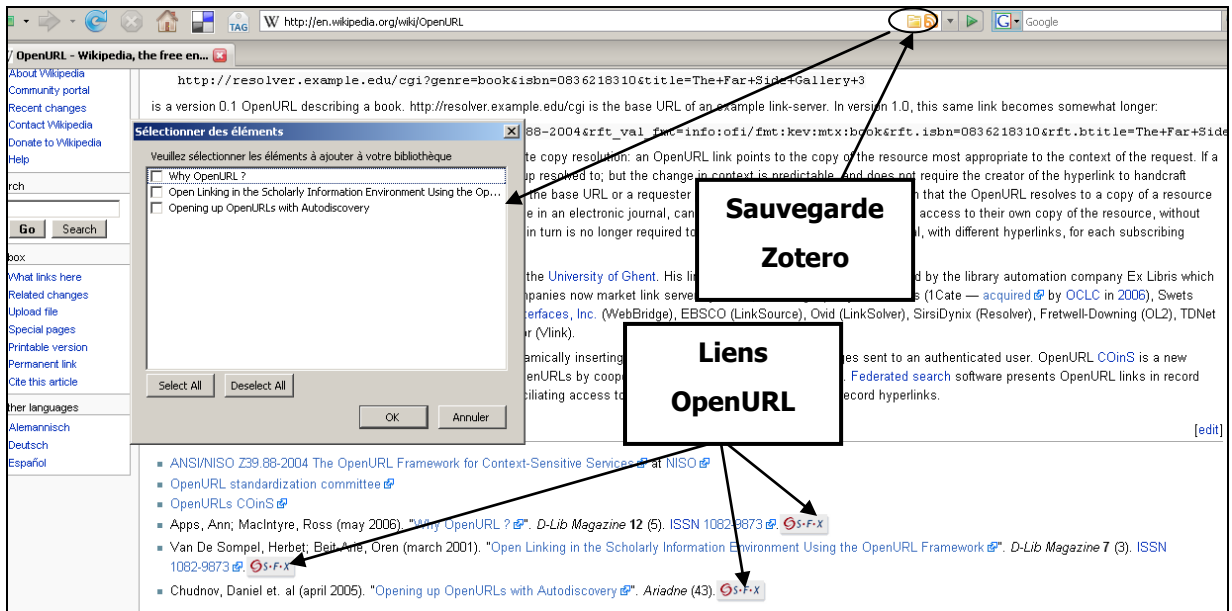 TAG
W http://en.wikipedia.org/wiki/OpenURL
G Google
OpenURL - Wikipedia, the free en...
About Wikipedia
Community portal
Recent changes
Contact Wikipedia
Donate to Wikipedia
Help
rch
Go Search
box
What links here
Related changes
Upload file
Special pages
Printable version
Permanent link
Cite this article
ther languages
Alemannisch
Deutsch
Español
http://resolver.example.edu/cgi?genre=book&isbn=0836218310&title=The+Far+Side+Gallery+3
is a version 0.1 OpenURL describing a book. http://resolver.example.edu/cgi is the base URL of an example link-server. In version 1.0, this same link becomes somewhat longer:
88-2004&rft_val_fmt=info:ofi/fmt:kev:mtx:book&rft.isbn=0836218310&rft.btitle=The+Far+Side
te copy resolution: an OpenURL link points to the copy of the resource most appropriate to the context of the request. If a
up resolved to; but the change in context is predictable, and does not require the creator of the hyperlink to handcraft
the base URL or a requester n that the OpenURL resolves to a copy of a resource
e in an electronic journal, can access to their own copy of the resource, without
in turn is no longer required to al, with different hyperlinks, for each subscribing
the University of Ghent. His lin d by the library automation company Ex Libris which
mpanies now market link serve s (1Cate — acquired by OCLC in 2006), Swets
erfaces, Inc. (WebBridge), EBSCO (LinkSource), Ovid (LinkSolver), SirsiDynix (Resolver), Fretwell-Downing (OL2), TDNet
or (Vlink).
amically inserting ges sent to an authenticated user. OpenURL COinS is a new
enURLs by coope . Federated search software presents OpenURL links in record
ciliating access to ecord hyperlinks.
[edit]
Sélectionner des éléments
Veuillez sélectionner les éléments à ajouter à votre bibliothèque
Why OpenURL ?
Open Linking in the Scholarly Information Environment Using the Op...
Opening up OpenURLs with Autodiscovery
Select All Deselect All
OK Annuler
Sauvegarde
Zotero
Liens
OpenURL
ANSI/NISO Z39.88-2004 The OpenURL Framework for Context-Sensitive Services at NISO
OpenURL standardization committee
OpenURLs COinS
Apps, Ann; MacIntyre, Ross (may 2006). "Why OpenURL ?". D-Lib Magazine 12 (5). ISSN 1082-9873. S·F·X
Van De Sompel, Herbet; Beit-Arie, Oren (march 2001). "Open Linking in the Scholarly Information Environment Using the OpenURL Framework". D-Lib Magazine 7 (3). ISSN
1082-9873. S·F·X
Chudnov, Daniel et. al (april 2005). "Opening up OpenURLs with Autodiscovery". Ariadne (43). S·F·X